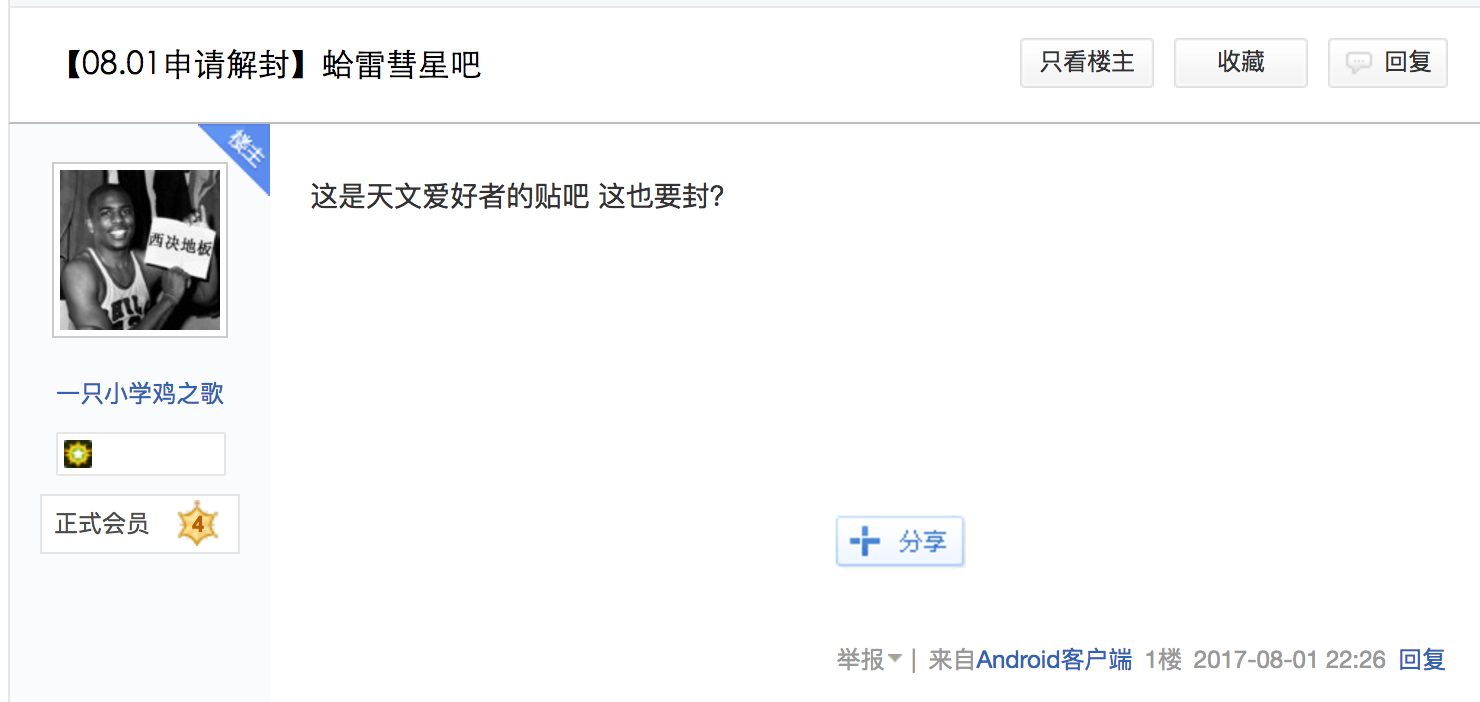 【08.01申请解封】蛤雷彗星吧
只看楼主
收藏
回复
楼主
西决地板
这是天文爱好者的贴吧 这也要封?
一只小学鸡之歌
正式会员 4
分享
举报 | 来自Android客户端 1楼 2017-08-01 22:26 回复